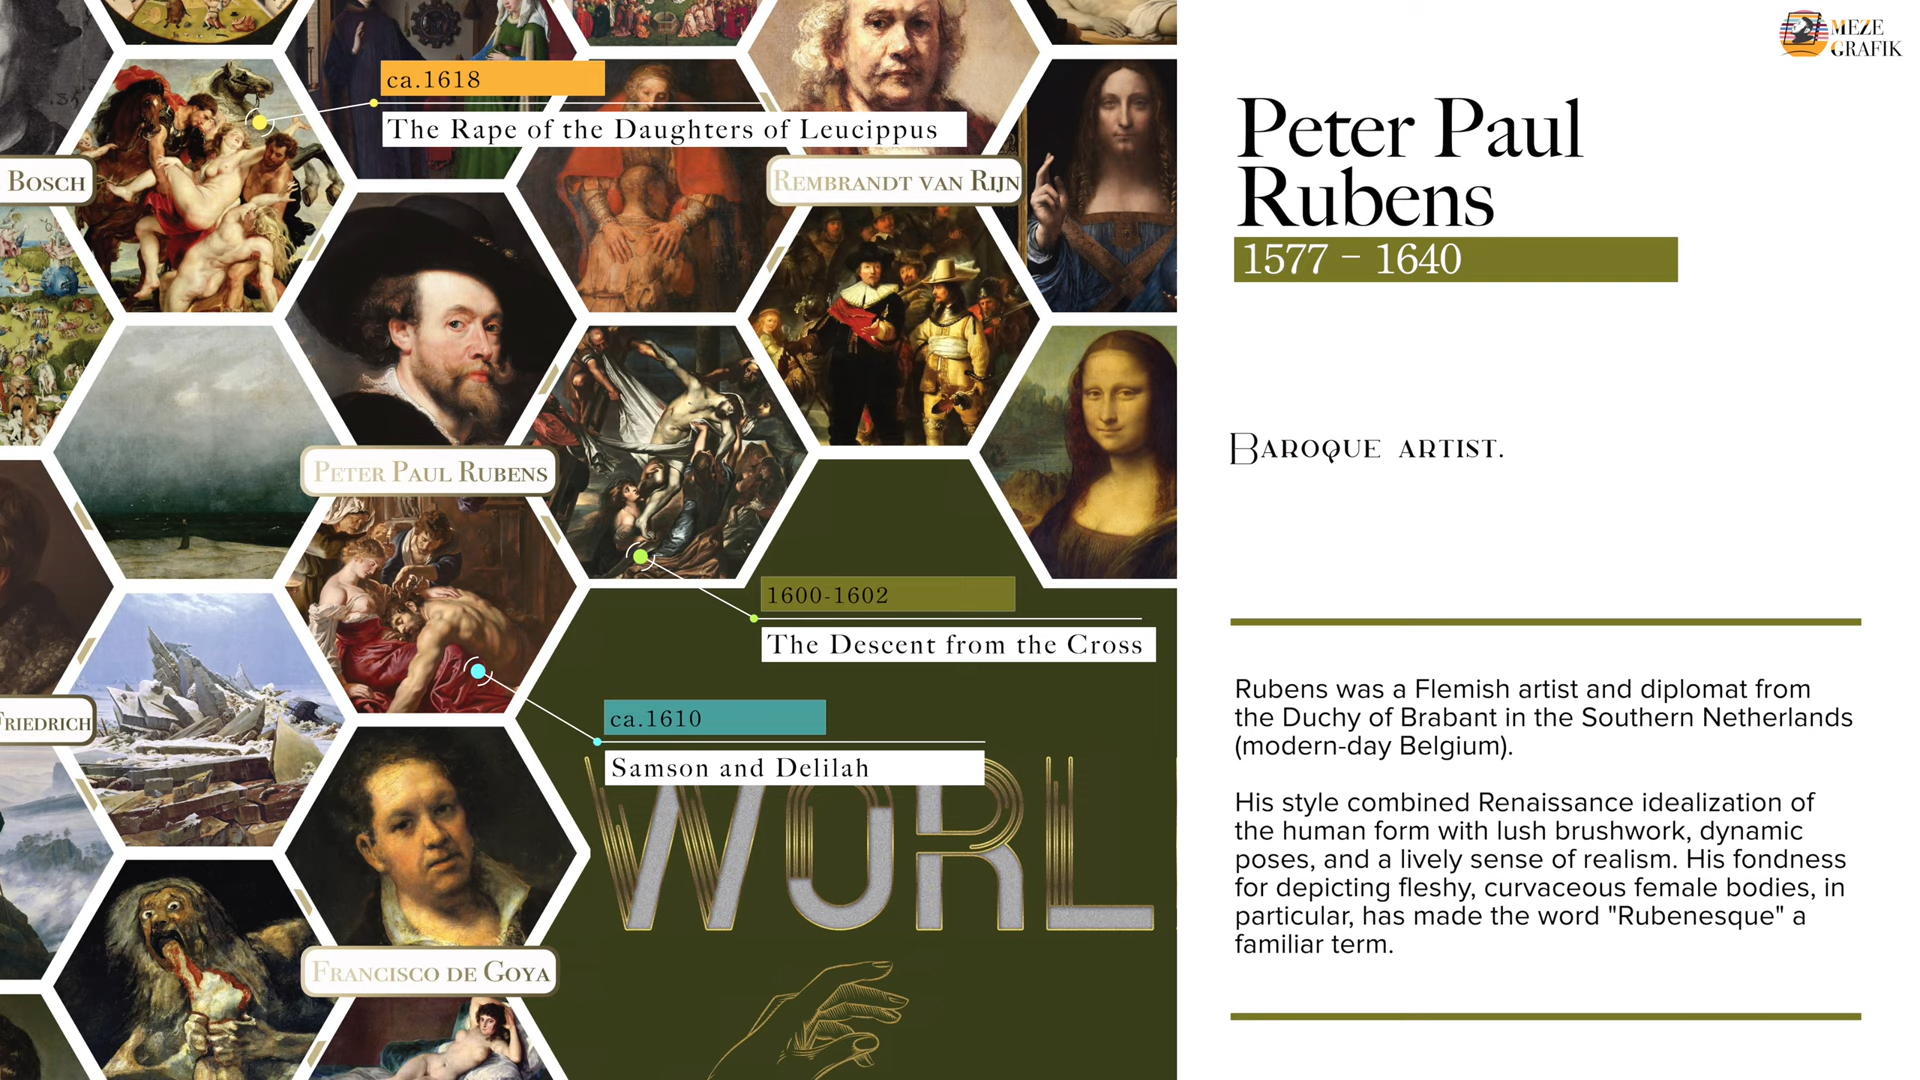 MEZE
GRAFIK
ca.1618
The Rape of the Daughters of Leucippus
BOSCH
REMBRANDT VAN RIJN
PETER PAUL RUBENS
1600-1602
The Descent from the Cross
ca.1610
Samson and Delilah
FRIEDRICH
WORL
FRANCISCO DE GOYA
Peter Paul
Rubens
1577 – 1640
BAROQUE ARTIST.
Rubens was a Flemish artist and diplomat from
the Duchy of Brabant in the Southern Netherlands
(modern-day Belgium).
His style combined Renaissance idealization of
the human form with lush brushwork, dynamic
poses, and a lively sense of realism. His fondness
for depicting fleshy, curvaceous female bodies, in
particular, has made the word "Rubenesque" a
familiar term.